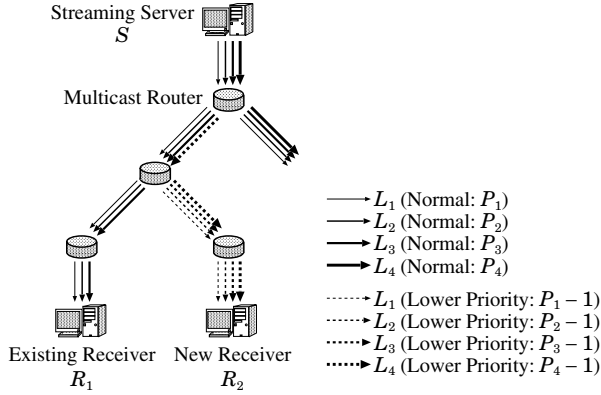 Streaming Server
S
Multicast Router
L₁ (Normal: P₁)
L₂ (Normal: P₂)
L₃ (Normal: P₃)
L₄ (Normal: P₄)
L₁ (Lower Priority: P₁ − 1)
L₂ (Lower Priority: P₂ − 1)
L₃ (Lower Priority: P₃ − 1)
L₄ (Lower Priority: P₄ − 1)
Existing Receiver
R₁
New Receiver
R₂